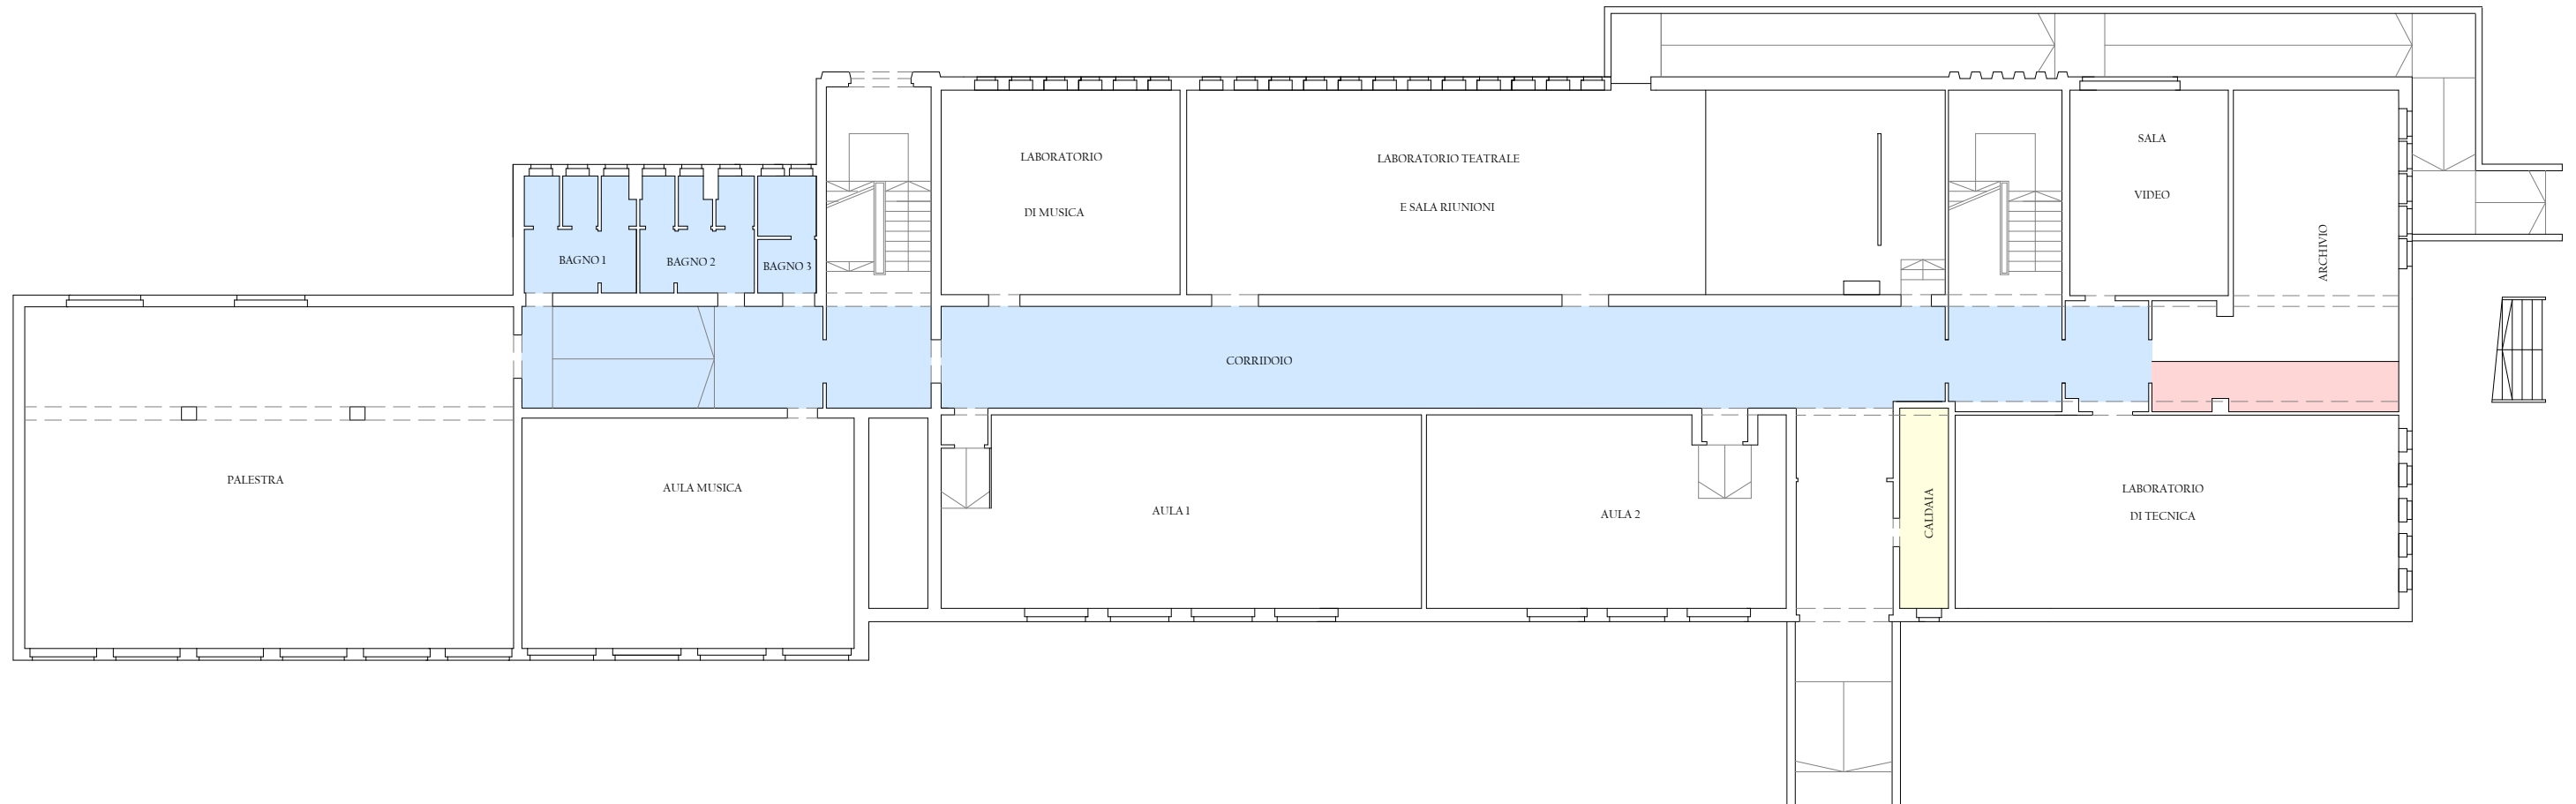 LABORATORIO
DI MUSICA
LABORATORIO TEATRALE
E SALA RIUNIONI
SALA
VIDEO
ARCHIVIO
BAGNO 1
BAGNO 2
BAGNO 3
CORRIDOIO
PALESTRA
AULA MUSICA
AULA 1
AULA 2
CALDAIA
LABORATORIO
DI TECNICA